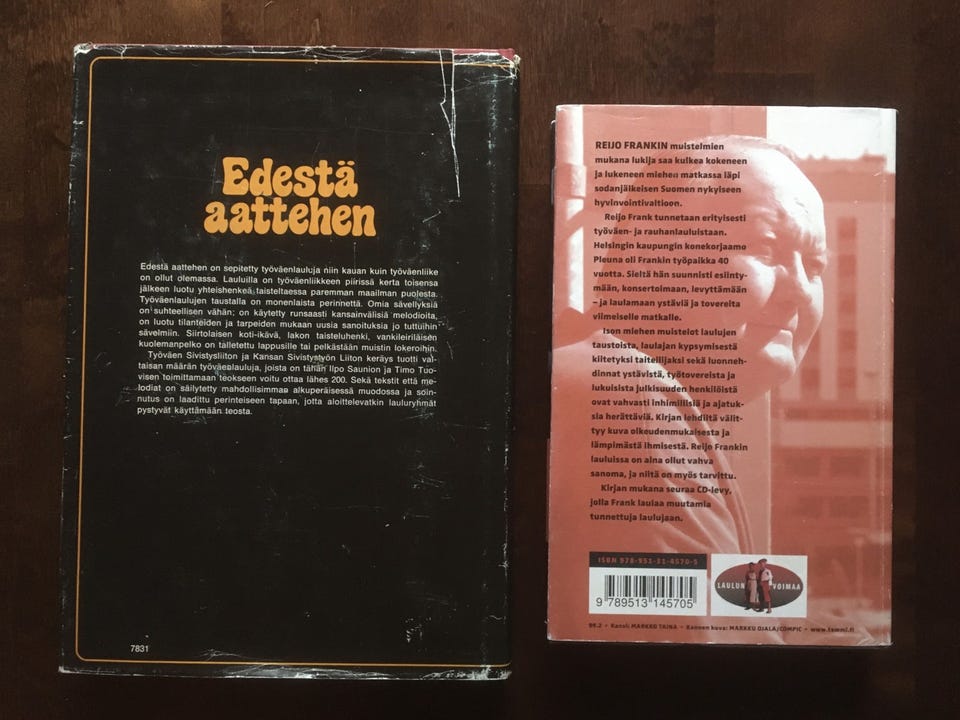 Edestä
aattehen
Edestä aattehen on sepitetty työväenlauluja niin kauan kuin työväenliike
on ollut olemassa. Lauluilla on työväenliikkeen piirissä kerta toisensa
jälkeen luotu yhteishenkeä taisteltaessa paremman maailman puolesta.
Työväenlaulujen taustalla on monenlaista perinnettä. Omia sävellyksiä
on suhteellisen vähän; on käytetty runsaasti kansainvälisiä melodioita,
on luotu tilanteiden ja tarpeiden mukaan uusia sanoituksia jo tuttuihin
sävelmiin. Siirtolaisen koti-ikävä, lakon taisteluhenki, vankileiriläisen
kuolemanpelko on talletettu lappusille tai pelkästään muistin lokeroihin.
Työväen Sivistysliiton ja Kansan Sivistystyön Liiton keräys tuotti val-
taisan määrän työväenlauluja, joista on tähän Ilpo Saunion ja Timo Tuo-
visen toimittamaan teokseen voitu ottaa lähes 200. Sekä tekstit että me-
lodiat on säilytetty mahdollisimman alkuperäisessä muodossa ja soin-
nutus on laadittu perinteiseen tapaan, jotta aloittelevatkin lauluryhmät
pystyvät käyttämään teosta.
7831
REIJO FRANKIN muistelmien
mukana lukija saa kulkea kokeneen
ja lukeneen miehen matkassa läpi
sodanjälkeisen Suomen nykyiseen
hyvinvointivaltioon.
Reijo Frank tunnetaan erityisesti
työväen- ja rauhanlauluistaan.
Helsingin kaupungin konekorjaamo
Pleuna oli Frankin työpaikka 40
vuotta. Sieltä hän suunnisti esiinty-
mään, konsertoimaan, levyttämään
– ja laulamaan ystäviä ja tovereita
viimeiselle matkalle.
Ison miehen muistelot laulujen
taustoista, laulajan kypsymisestä
kiitetyksi taiteilijaksi sekä luonneh-
dinnat ystävistä, työtovereista ja
lukuisista julkisuuden henkilöistä
ovat vahvasti inhimillisiä ja ajatuk-
sia herättäviä. Kirjan lehdiltä välit-
tyy kuva oikeudenmukaisesta ja
lämpimästä ihmisestä. Reijo Frankin
lauluissa on aina ollut vahva
sanoma, ja niitä on myös tarvittu.
Kirjan mukana seuraa CD-levy,
jolla Frank laulaa muutamia
tunnettuja laulujaan.
ISBN 978-951-31-4570-5
9 789513 145705
LAULUN VOIMAA
99.2 • Kansi MARKKO TAINA • Kannen kuva: MARKKU OJALA/COMPIC • www.tammi.fi